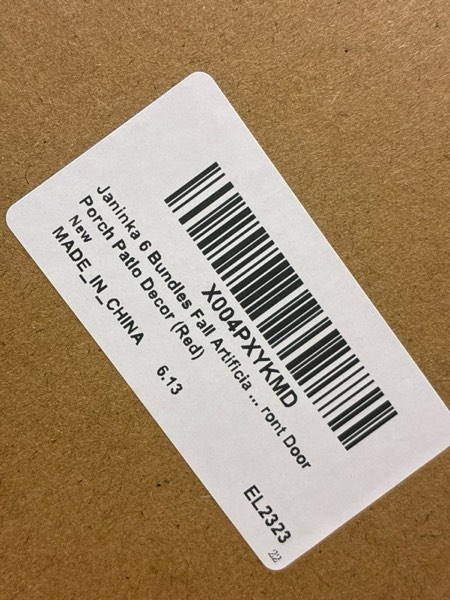 X004PXYKMD
Janinka 6 Bundles Fall Artificia ... ront Door
Porch Patio Decor (Red)
New
MADE_IN_CHINA 6.13
EL2323
22